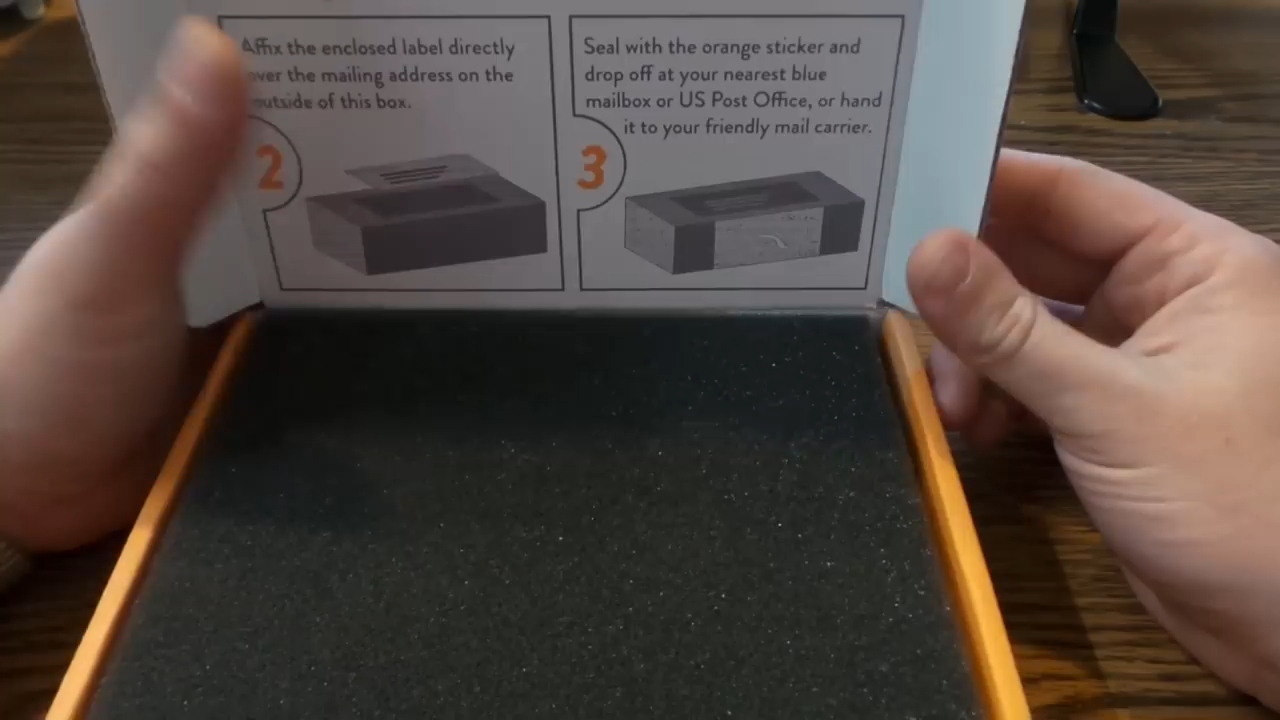 Affix the enclosed label directly
over the mailing address on the
outside of this box.
2
Seal with the orange sticker and
drop off at your nearest blue
mailbox or US Post Office, or hand
it to your friendly mail carrier.
3